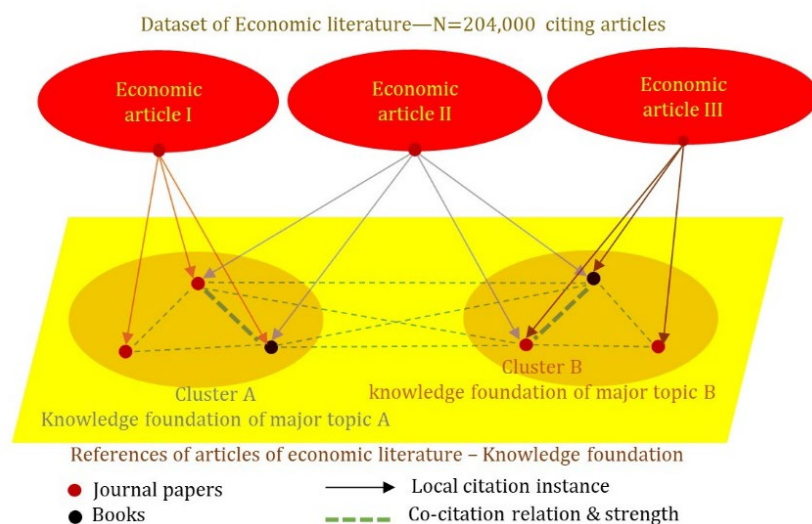 Dataset of Economic literature—N=204,000 citing articles
Economic
article I
Economic
article II
Economic
article III
Cluster A
Knowledge foundation of major topic A
Cluster B
knowledge foundation of major topic B
References of articles of economic literature – Knowledge foundation
Journal papers
Local citation instance
Books
Co-citation relation & strength